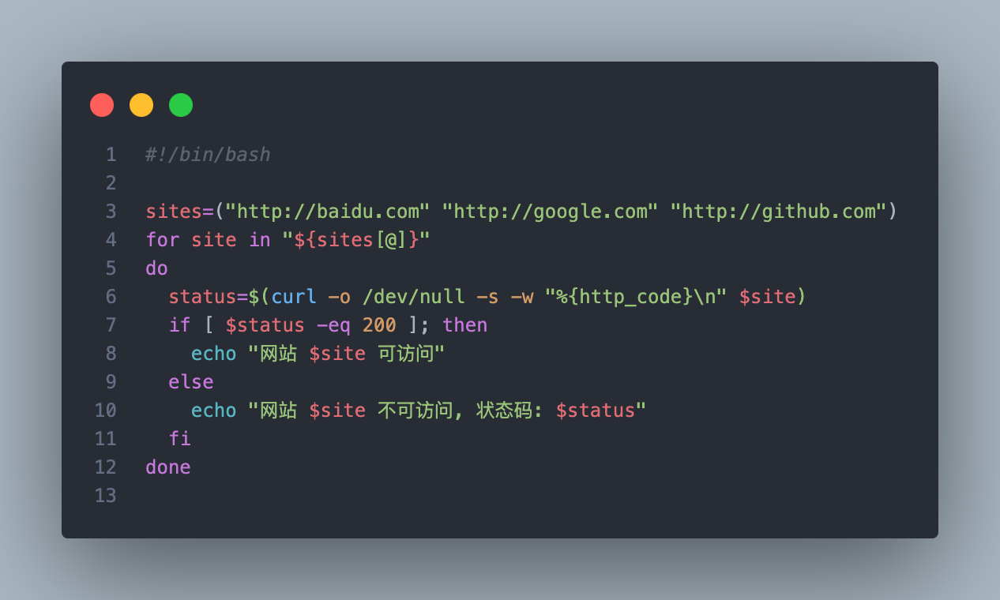 1 #!/bin/bash
2
3 sites=("http://baidu.com" "http://google.com" "http://github.com")
4 for site in "${sites[@]}"
5 do
6   status=$(curl -o /dev/null -s -w "%{http_code}\n" $site)
7   if [ $status -eq 200 ]; then
8     echo "网站 $site 可访问"
9   else
10     echo "网站 $site 不可访问, 状态码: $status"
11   fi
12 done
13